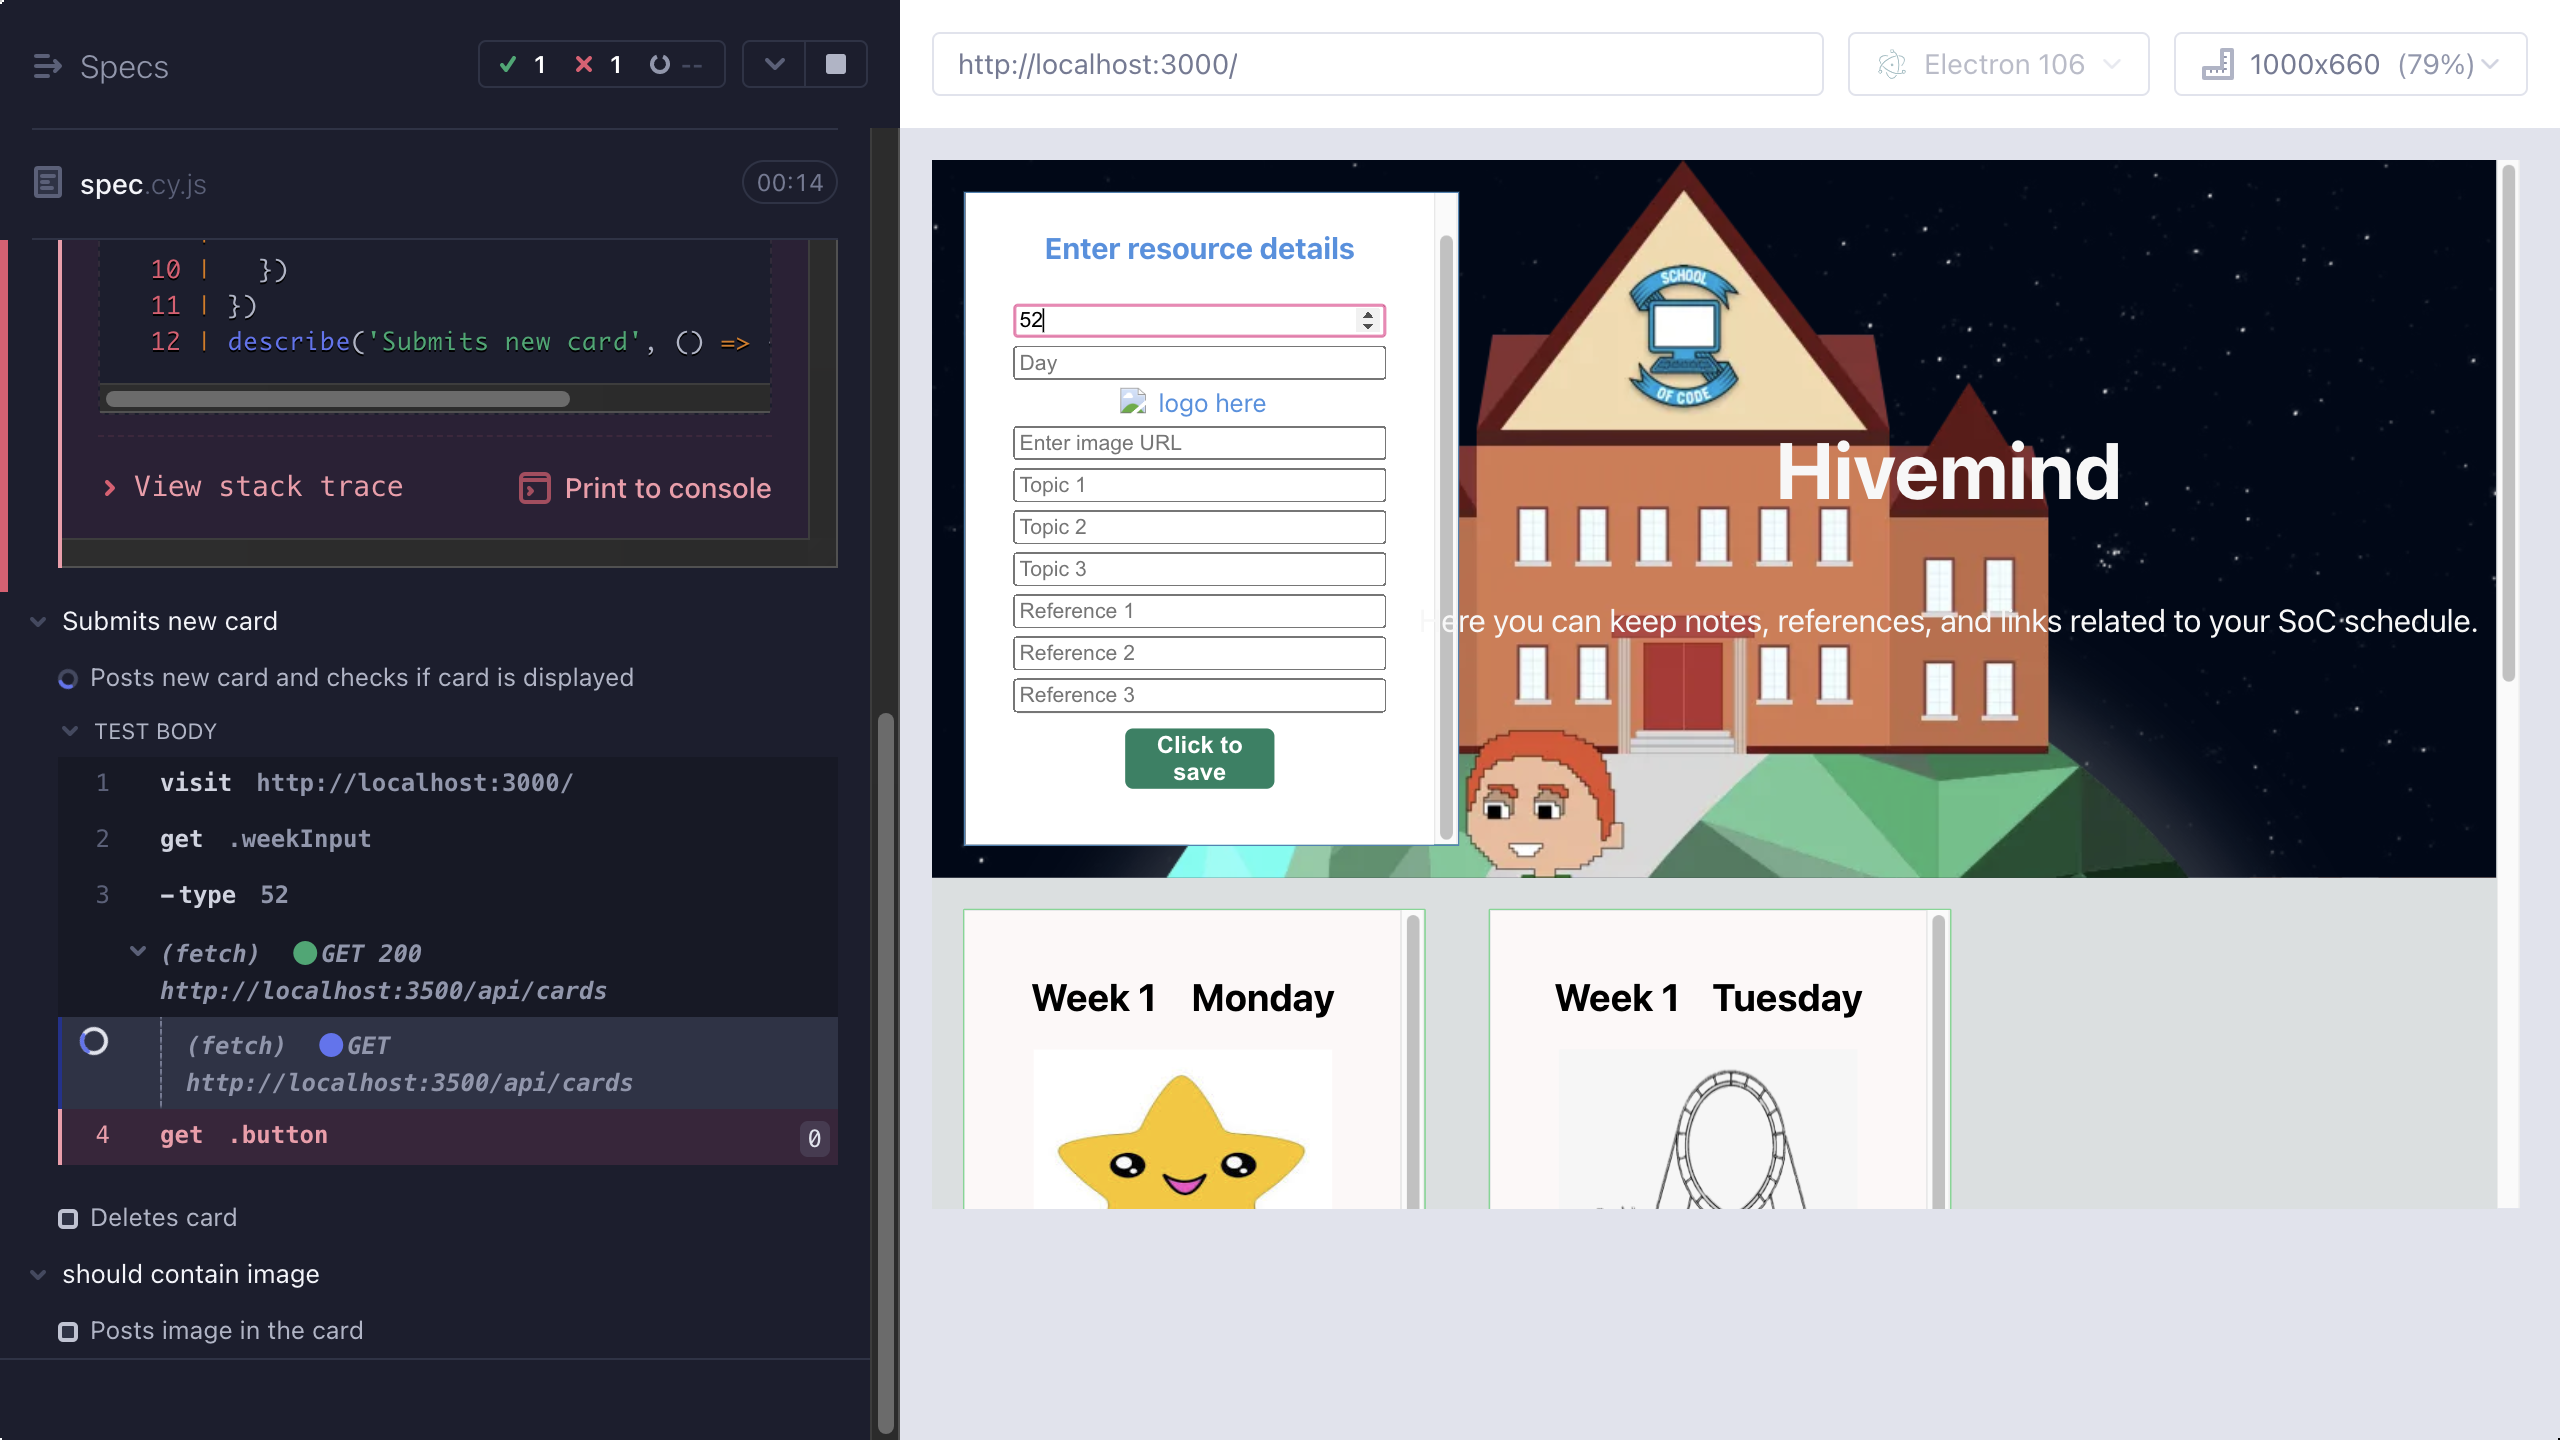 Specs
1 1 --
spec.cy.js
00:14
10 | })
11 | })
12 | describe('Submits new card', () =>
View stack trace
Print to console
Submits new card
Posts new card and checks if card is displayed
TEST BODY
1 visit http://localhost:3000/
2 get .weekInput
3 -type 52
(fetch) GET 200
http://localhost:3500/api/cards
(fetch) GET
http://localhost:3500/api/cards
4 get .button 0
Deletes card
should contain image
Posts image in the card
http://localhost:3000/
Electron 106
1000x660 (79%)
Enter resource details
52
Day
logo here
Enter image URL
Topic 1
Topic 2
Topic 3
Reference 1
Reference 2
Reference 3
Click to
save
SCHOOL
OF CODE
Hivemind
Here you can keep notes, references, and links related to your SoC schedule.
Week 1 Monday
Week 1 Tuesday